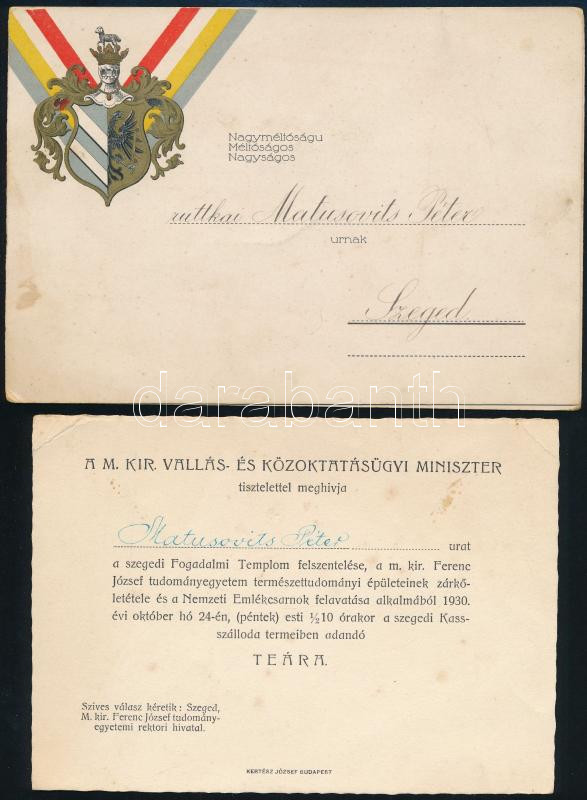 Nagyméltóságu
Méltóságos
Nagyságos
ruttkai Matusovits Péter
urnak
Szeged
darabanth
A M. KIR. VALLÁS- ÉS KÖZOKTATÁSÜGYI MINISZTER
tisztelettel meghivja
Matusovits Péter urat
a szegedi Fogadalmi Templom felszentelése, a m. kir. Ferenc
József tudományegyetem természettudományi épületeinek zárkő-
letétele és a Nemzeti Emlékcsarnok felavatása alkalmából 1930.
évi október hó 24-én, (péntek) esti ½10 órakor a szegedi Kass-
szálloda termeiben adandó
TEÁRA.
Szives válasz kéretik: Szeged,
M. kir. Ferenc József tudomány-
egyetemi rektori hivatal.
KERTÉSZ JÓZSEF BUDAPEST